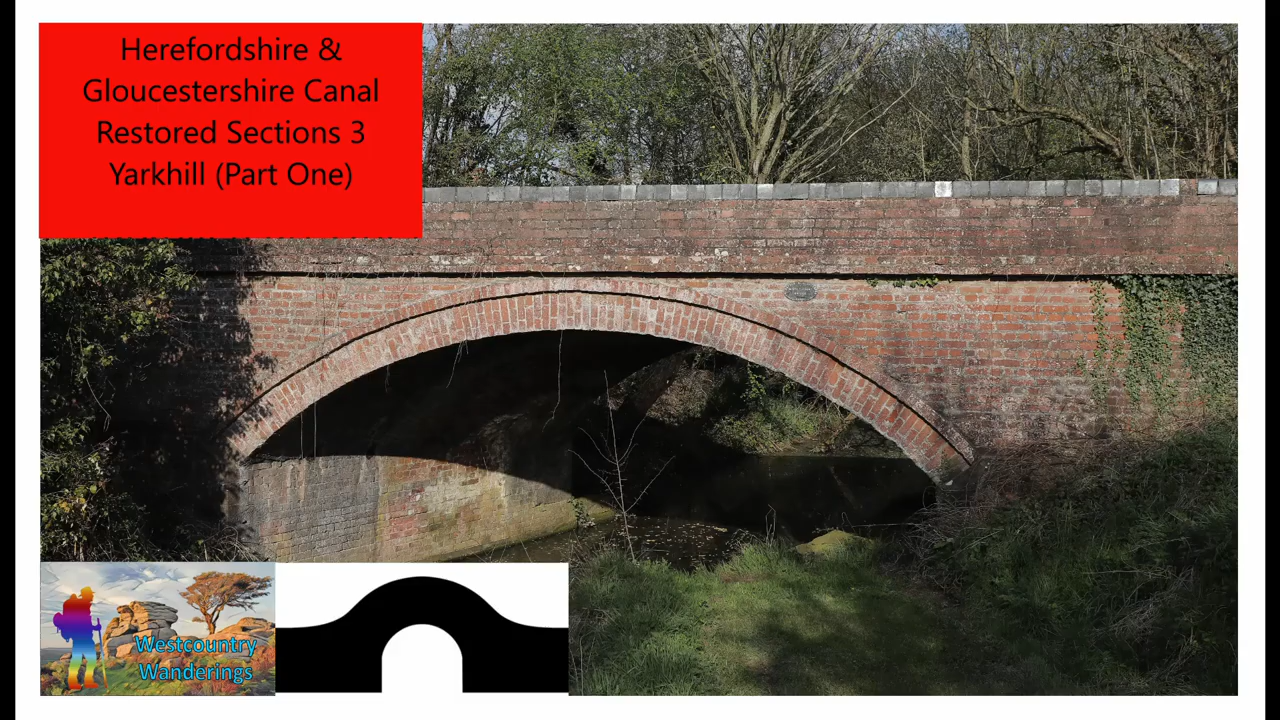 Herefordshire &
Gloucestershire Canal
Restored Sections 3
Yarkhill (Part One)
Westcountry
Wanderings